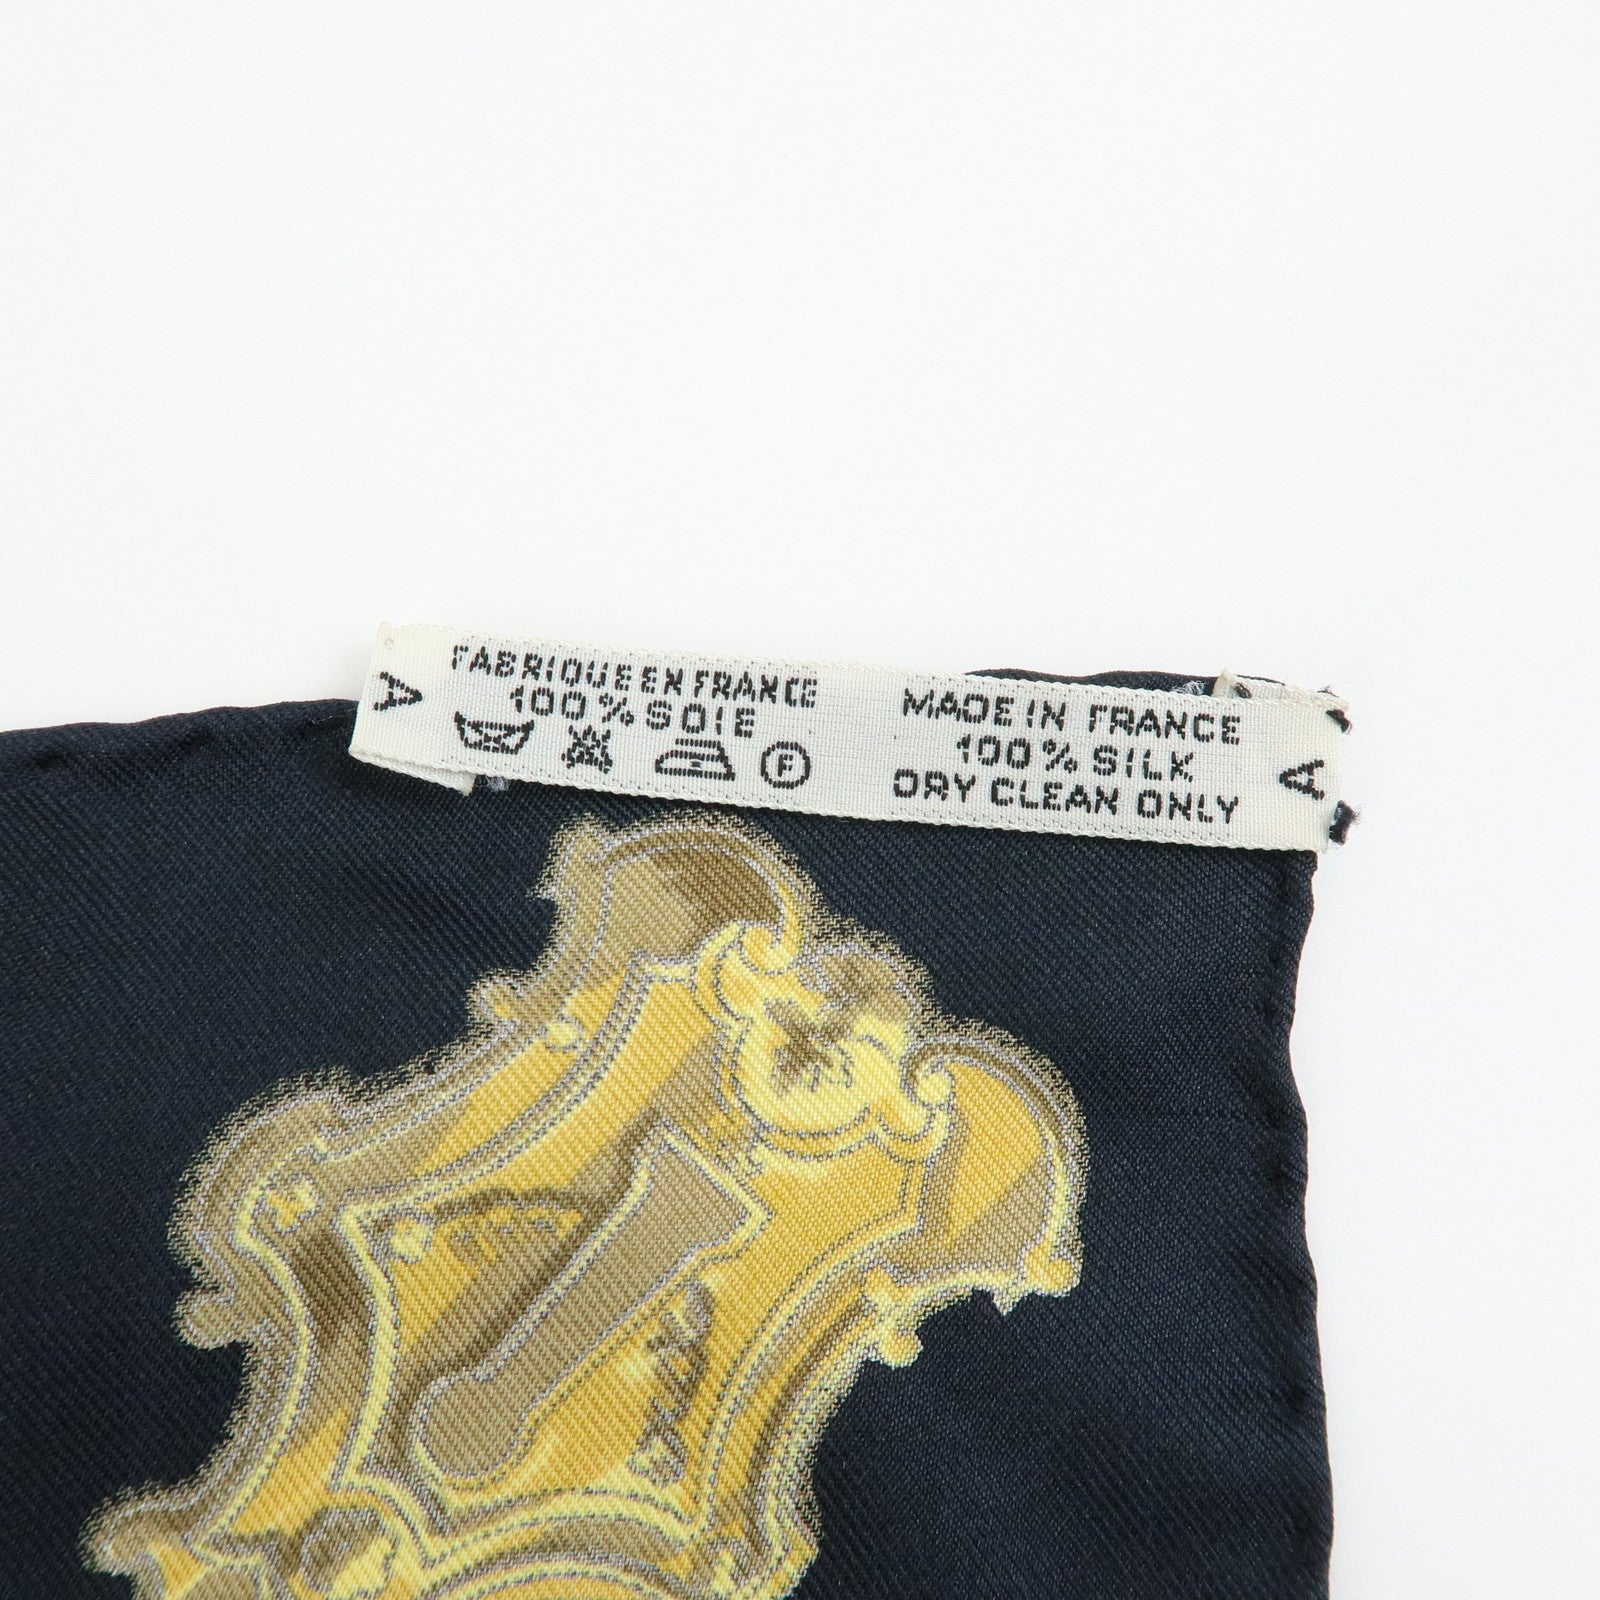 A
FABRIQUE EN FRANCE
100% SOIE
F
MADE IN FRANCE
100% SILK
DRY CLEAN ONLY
A